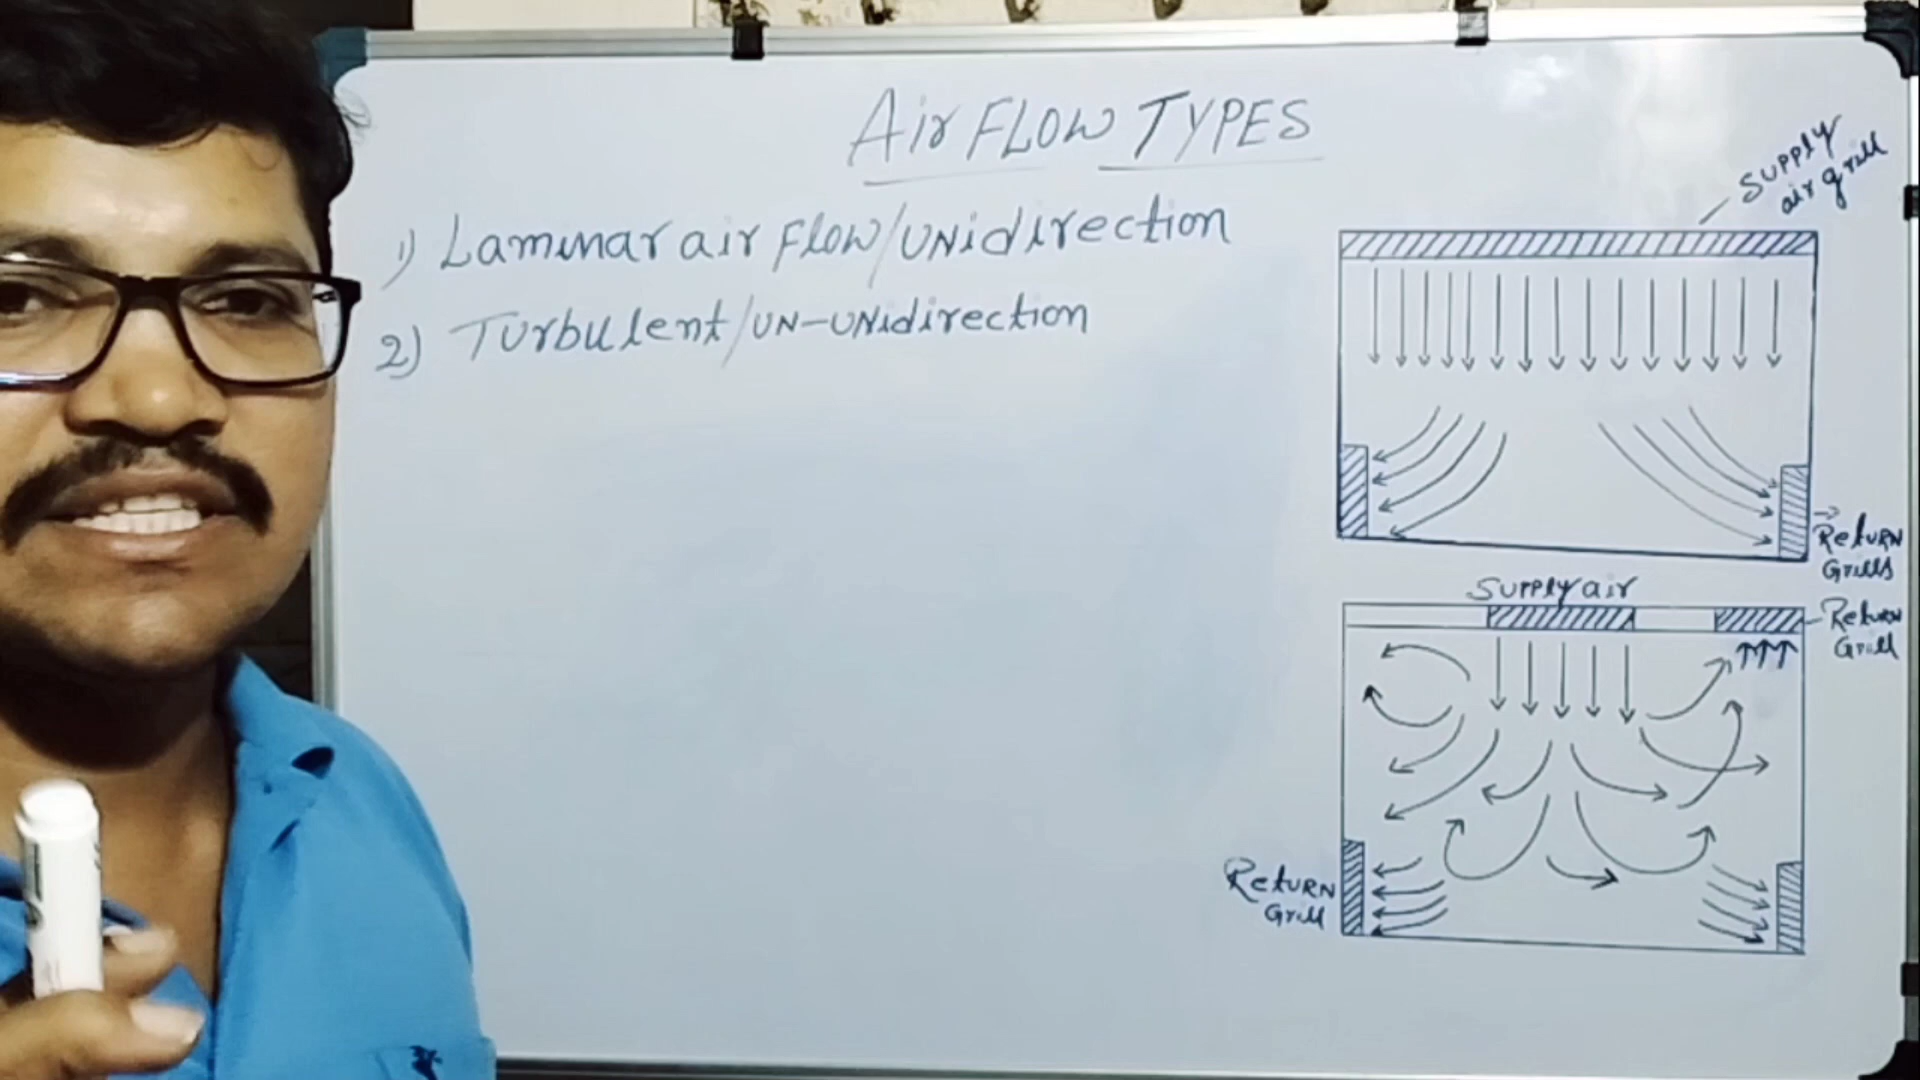 Air FLOW TYPES
1) Laminar air Flow/UNidirection
2) Turbulent/UN-UNidirection
Supply
air grill
Return
Grills
Supply air
Return
Grill
Return
Grill